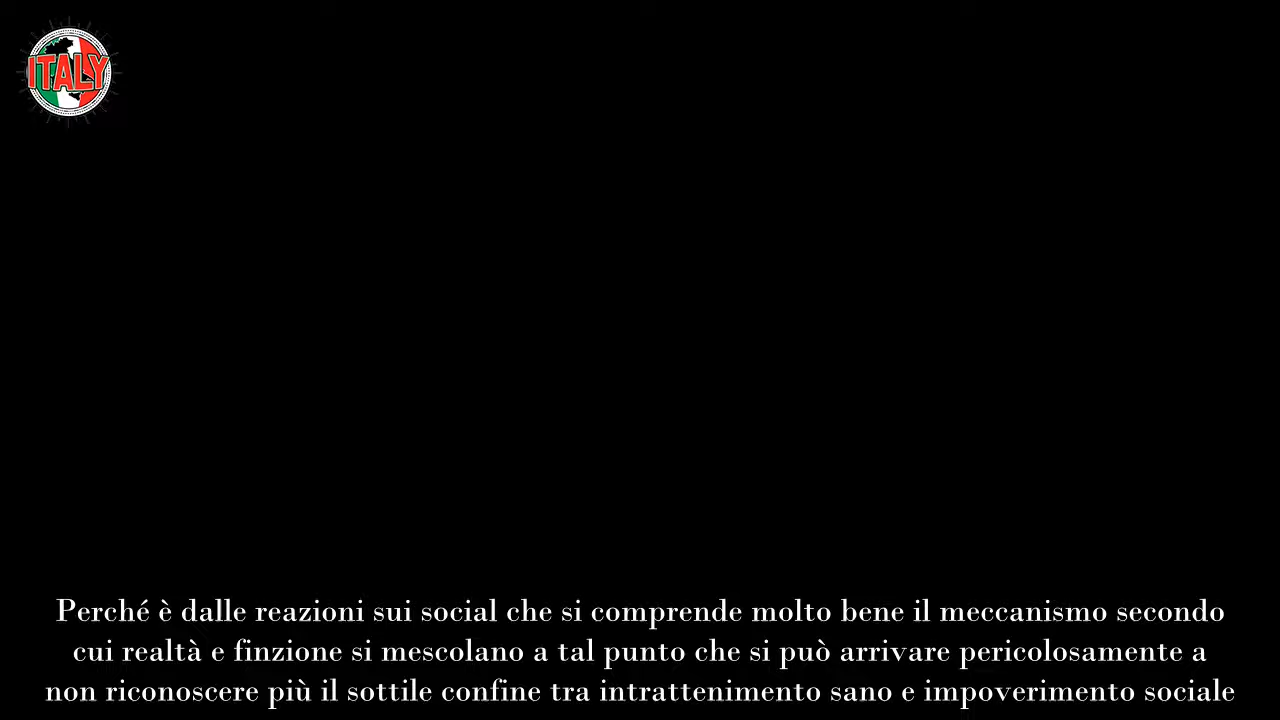 ITALY
Perché è dalle reazioni sui social che si comprende molto bene il meccanismo secondo
cui realtà e finzione si mescolano a tal punto che si può arrivare pericolosamente a
non riconoscere più il sottile confine tra intrattenimento sano e impoverimento sociale